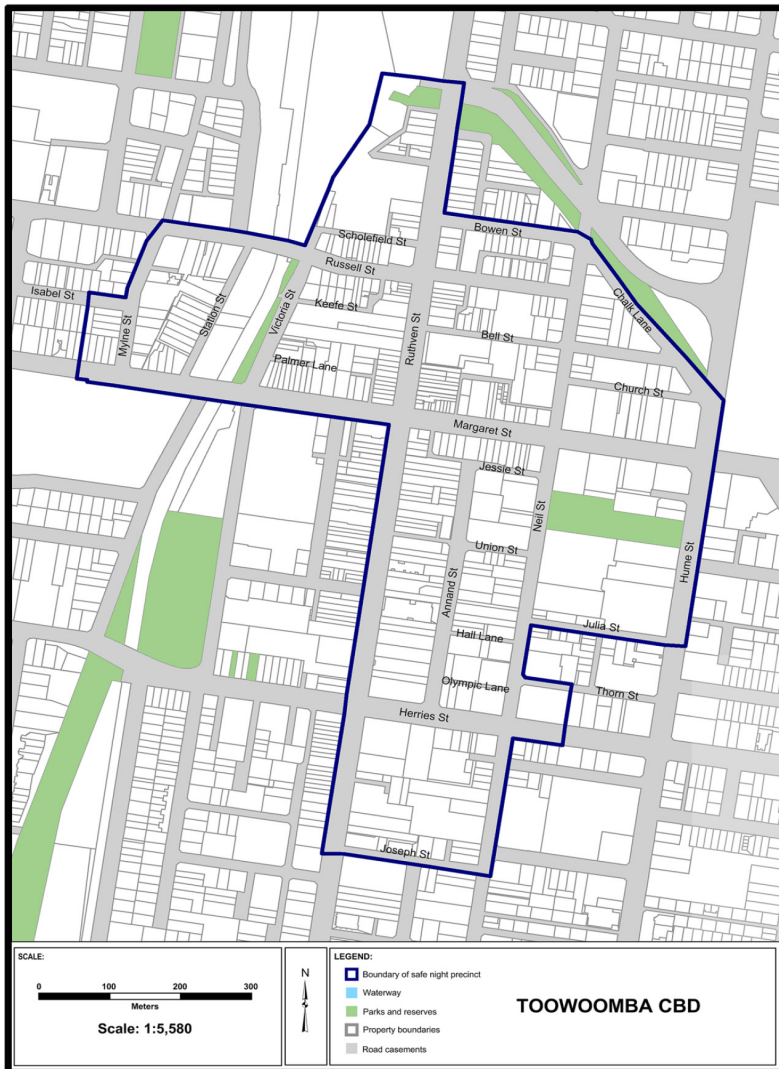 Scholefield St
Bowen St
Russell St
Isabel St
Mylne St
Station St
Victoria St
Keefe St
Ruthven St
Bell St
Chalk Lane
Palmer Lane
Church St
Margaret St
Jessie St
Neil St
Union St
Annand St
Hume St
Julia St
Hall Lane
Olympic Lane
Thorn St
Herries St
Joseph St
SCALE:
0 100 200 300
Meters
Scale: 1:5,580
N
LEGEND:
Boundary of safe night precinct
Waterway
Parks and reserves
Property boundaries
Road casements
TOOWOOMBA CBD